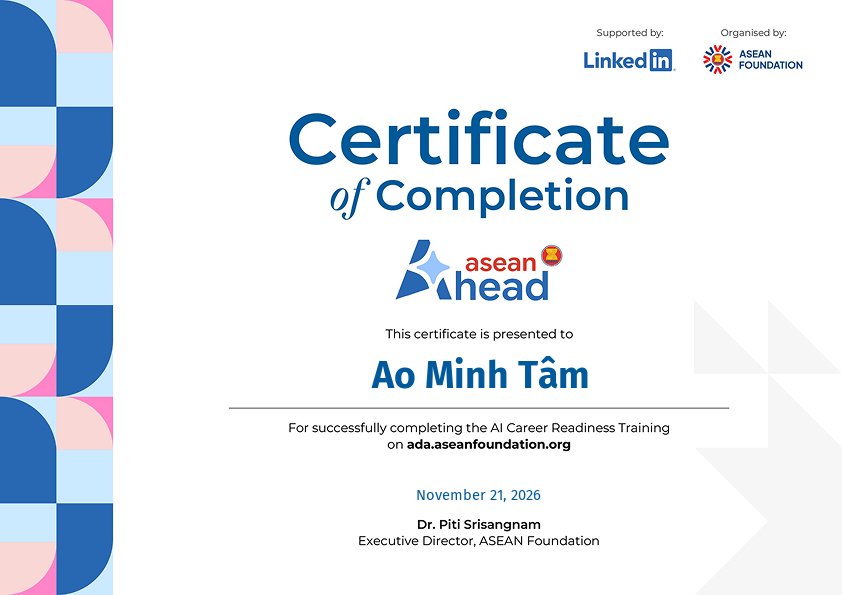 Supported by:
Organised by:
LinkedIn
ASEAN
FOUNDATION
Certificate
of Completion
asean
Ahead
This certificate is presented to
Ao Minh Tâm
For successfully completing the AI Career Readiness Training
on ada.aseanfoundation.org
November 21, 2026
Dr. Piti Srisangnam
Executive Director, ASEAN Foundation